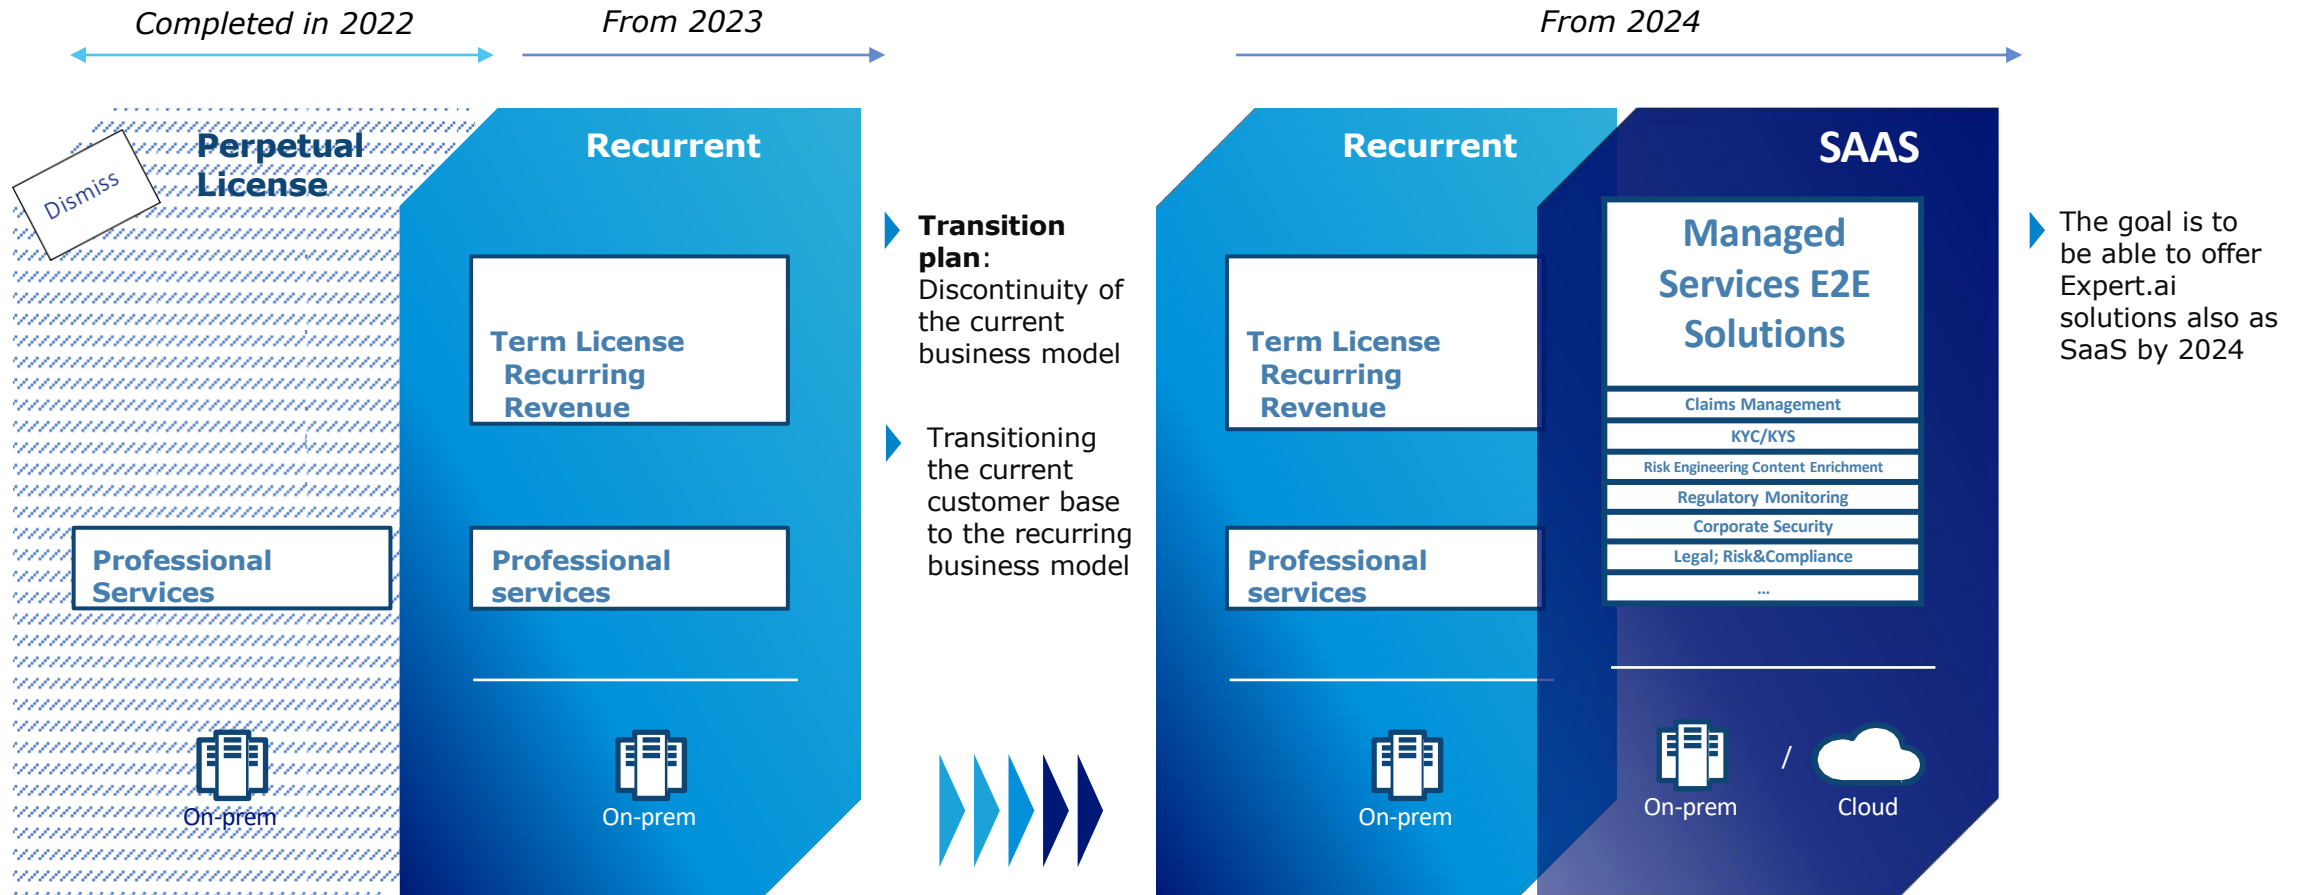 Completed in 2022
From 2023
From 2024
Dismiss
Perpetual
License
Professional
Services
On-prem
Recurrent
Term License
Recurring
Revenue
Professional
services
On-prem
Transition
plan:
Discontinuity of
the current
business model
Transitioning
the current
customer base
to the recurring
business model
Recurrent
Term License
Recurring
Revenue
Professional
services
On-prem
SAAS
Managed
Services E2E
Solutions
Claims Management
KYC/KYS
Risk Engineering Content Enrichment
Regulatory Monitoring
Corporate Security
Legal; Risk&Compliance
...
On-prem
/
Cloud
The goal is to
be able to offer
Expert.ai
solutions also as
SaaS by 2024